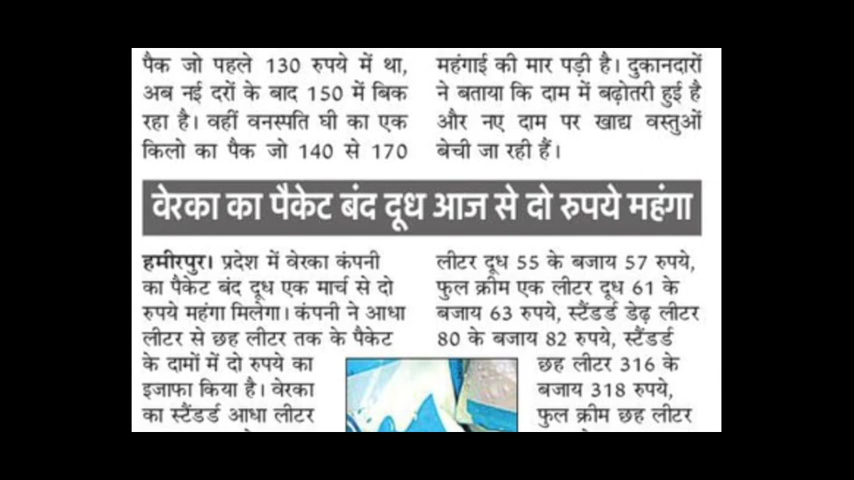 पैक जो पहले 130 रुपये में था,
अब नई दरों के बाद 150 में बिक
रहा है। वहीं वनस्पति घी का एक
किलो का पैक जो 140 से 170
महंगाई की मार पड़ी है। दुकानदारों
ने बताया कि दाम में बढ़ोतरी हुई है
और नए दाम पर खाद्य वस्तुओं
बेची जा रही हैं।
वेरका का पैकेट बंद दूध आज से दो रुपये महंगा
हमीरपुर। प्रदेश में वेरका कंपनी
का पैकेट बंद दूध एक मार्च से दो
रुपये महंगा मिलेगा। कंपनी ने आधा
लीटर से छह लीटर तक के पैकेट
के दामों में दो रुपये का
इजाफा किया है। वेरका
का स्टैंडर्ड आधा लीटर
लीटर दूध 55 के बजाय 57 रुपये,
फुल क्रीम एक लीटर दूध 61 के
बजाय 63 रुपये, स्टैंडर्ड डेढ़ लीटर
80 के बजाय 82 रुपये, स्टैंडर्ड
छह लीटर 316 के
बजाय 318 रुपये,
फुल क्रीम छह लीटर